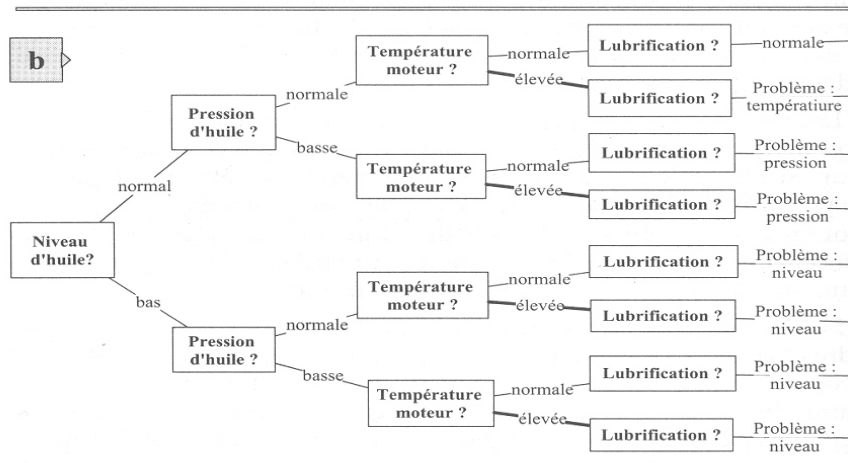 b
Température
moteur ?
normale
Lubrification ?
normale
élevée
Lubrification ?
Problème :
températiure
normale
Pression
d'huile ?
basse
Température
moteur ?
normale
Lubrification ?
Problème :
pression
élevée
Lubrification ?
Problème :
pression
normal
Niveau
d'huile?
bas
Pression
d'huile ?
normale
Température
moteur ?
normale
Lubrification ?
Problème :
niveau
élevée
Lubrification ?
Problème :
niveau
basse
Température
moteur ?
normale
Lubrification ?
Problème :
niveau
élevée
Lubrification ?
Problème :
niveau